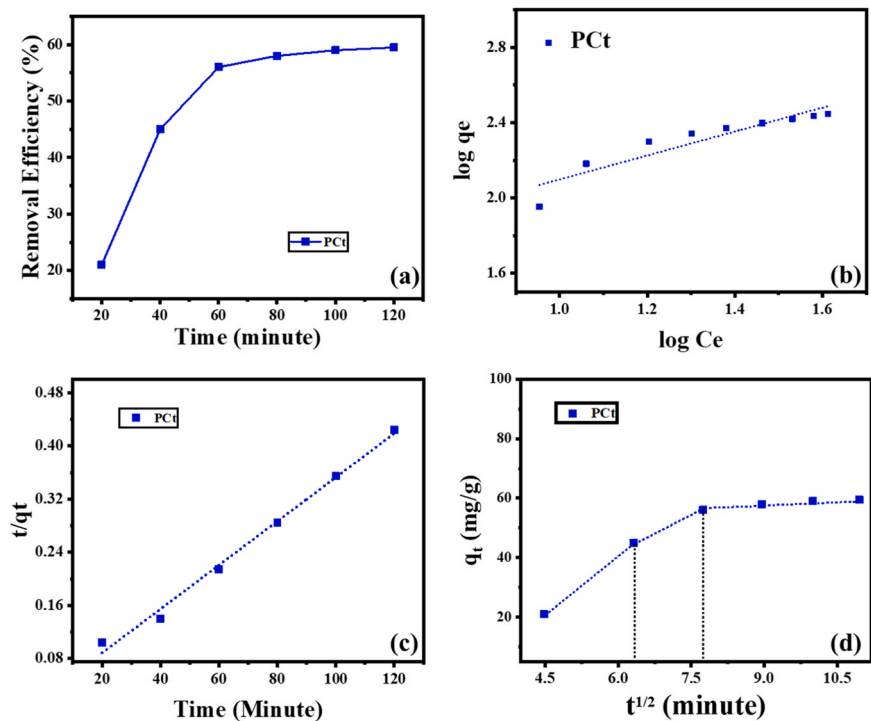 60
50
40
30
20
Removal Efficiency (%)
PCt
(a)
20 40 60 80 100 120
Time (minute)
2.8
2.4
2.0
1.6
log qe
PCt
(b)
1.0 1.2 1.4 1.6
log Ce
0.48
0.40
0.32
0.24
0.16
0.08
t/qt
PCt
(c)
20 40 60 80 100 120
Time (Minute)
100
80
60
40
20
qt (mg/g)
PCt
(d)
4.5 6.0 7.5 9.0 10.5
t1/2 (minute)